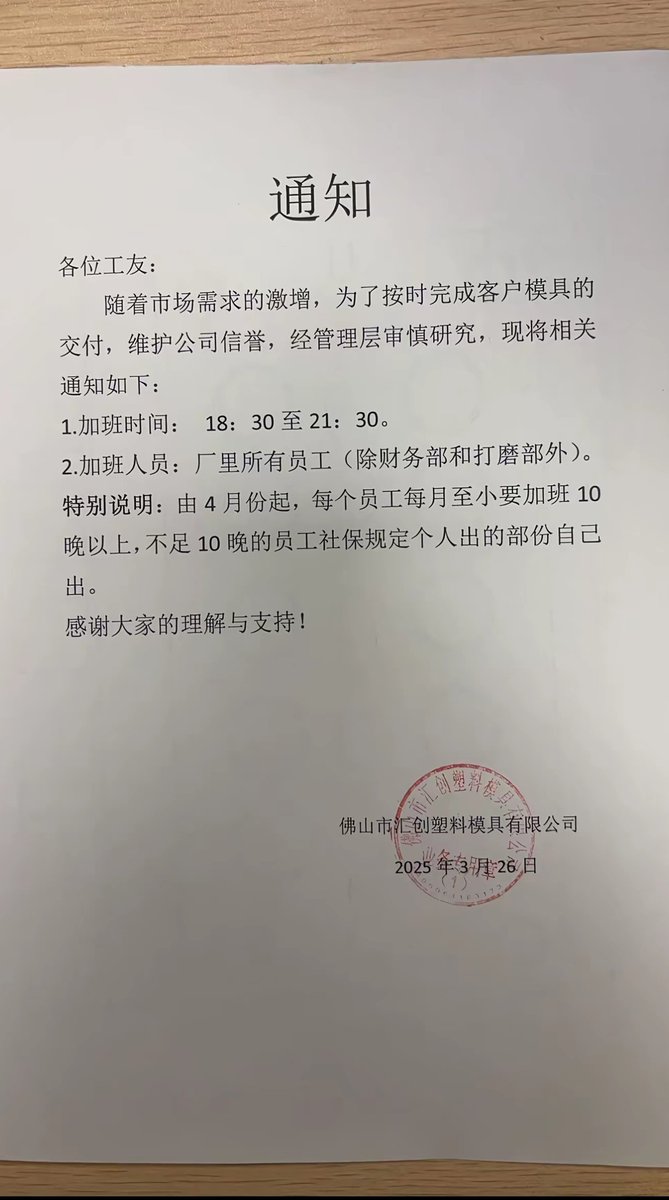 通知
各位工友：
随着市场需求的激增，为了按时完成客户模具的
交付，维护公司信誉，经管理层审慎研究，现将相关
通知如下：
1.加班时间： 18：30 至 21：30。
2.加班人员：厂里所有员工（除财务部和打磨部外）。
特别说明：由 4 月份起，每个员工每月至小要加班 10
晚以上，不足 10 晚的员工社保规定个人出的部份自己
出。
感谢大家的理解与支持！
佛山市汇创塑料模具有限公司
2025 年 3 月 26 日
佛山市汇创塑料模具有限公司
业务专用章
（1）